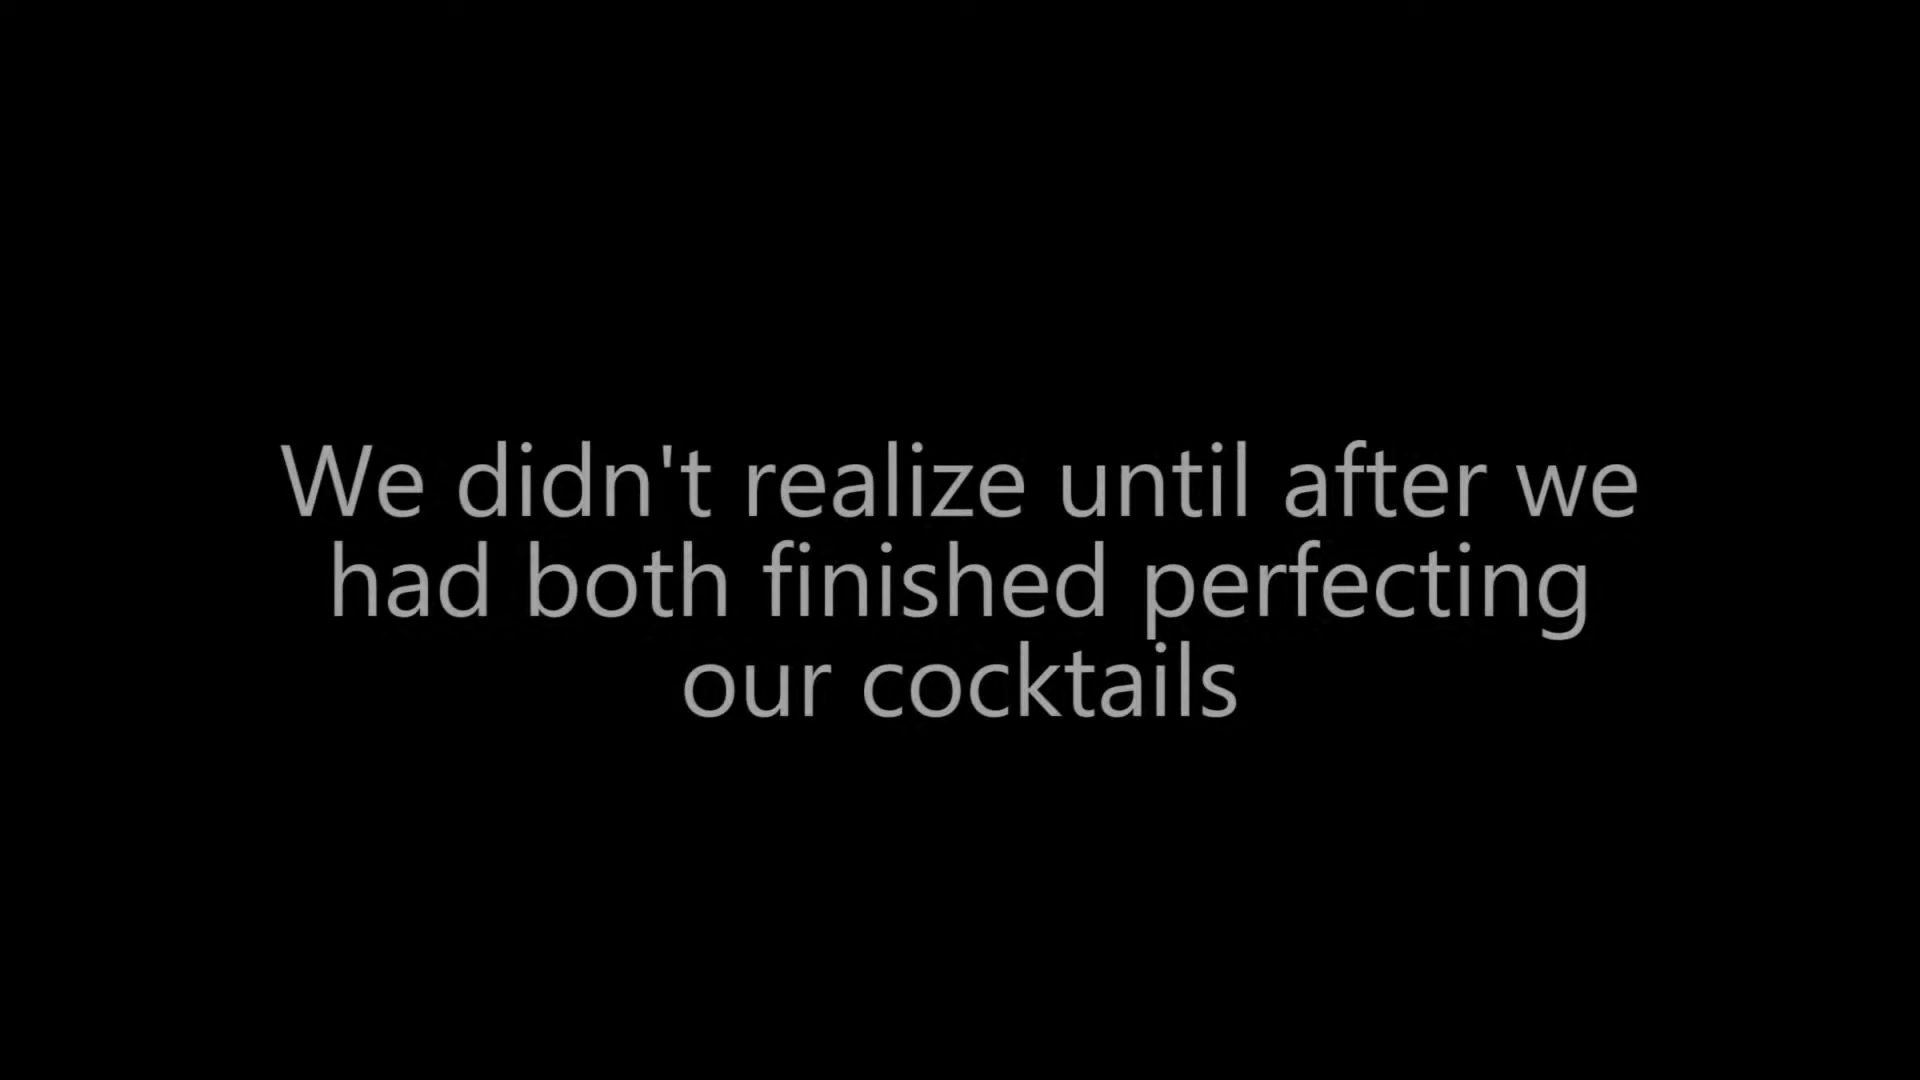 We didn't realize until after we
had both finished perfecting
our cocktails